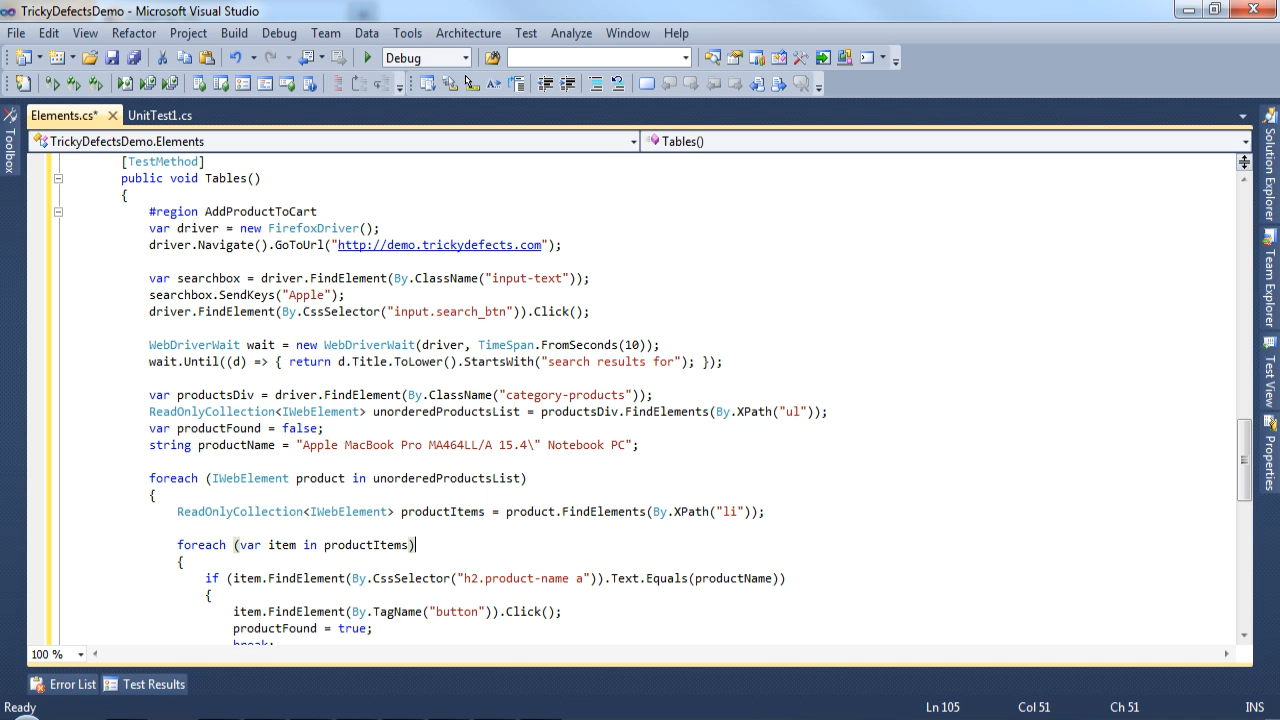 TrickyDefectsDemo - Microsoft Visual Studio
File Edit View Refactor Project Build Debug Team Data Tools Architecture Test Analyze Window Help
Debug
Elements.cs* UnitTest1.cs
TrickyDefectsDemo.Elements Tables()
[TestMethod]
public void Tables()
{
#region AddProductToCart
var driver = new FirefoxDriver();
driver.Navigate().GoToUrl("http://demo.trickydefects.com");
var searchbox = driver.FindElement(By.ClassName("input-text"));
searchbox.SendKeys("Apple");
driver.FindElement(By.CssSelector("input.search_btn")).Click();
WebDriverWait wait = new WebDriverWait(driver, TimeSpan.FromSeconds(10));
wait.Until((d) => { return d.Title.ToLower().StartsWith("search results for"); });
var productsDiv = driver.FindElement(By.ClassName("category-products"));
ReadOnlyCollection<IWebElement> unorderedProductsList = productsDiv.FindElements(By.XPath("ul"));
var productFound = false;
string productName = "Apple MacBook Pro MA464LL/A 15.4\" Notebook PC";
foreach (IWebElement product in unorderedProductsList)
{
ReadOnlyCollection<IWebElement> productItems = product.FindElements(By.XPath("li"));
foreach (var item in productItems)
{
if (item.FindElement(By.CssSelector("h2.product-name a")).Text.Equals(productName))
{
item.FindElement(By.TagName("button")).Click();
productFound = true;
break;
100 %
Error List Test Results
Ready Ln 105 Col 51 Ch 51 INS
Toolbox
Solution Explorer
Team Explorer
Test View
Properties